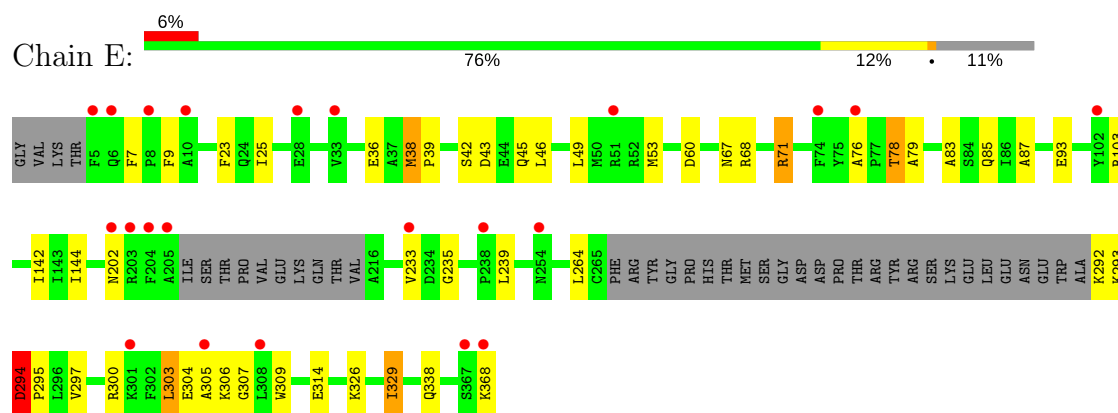 6%
Chain E:
76% 12% • 11%
GLY VAL LYS THR F5 Q6 F7 P8 F9 A10 F23 Q24 I25 E28 V33 E36 A37 N38 P39 S42 D43 E44 Q45 L46 L49 M50 R51 R52 M53 D60 N67 R68 R71 F74 Y75 A76 P77 T78 A79 A83 S84 Q85 I86 A87 E93 Y102 R103
I142 I143 I144 N202 R203 F204 A205 ILE SER THR PRO VAL GLU LYS GLN THR VAL A216 V233 D234 G235 P238 L239 N254 L264 C265 PHE ARG TYR GLY PRO HIS THR MET SER GLY ASP ASP PRO THR ARG TYR ARG SER LYS GLU LEU GLU ASN GLU TRP ALA K292 K293
D294 P295 L296 V297 R300 K301 F302 L303 E304 A305 K306 G307 L308 W309 E314 K326 I329 Q338 S367 K368